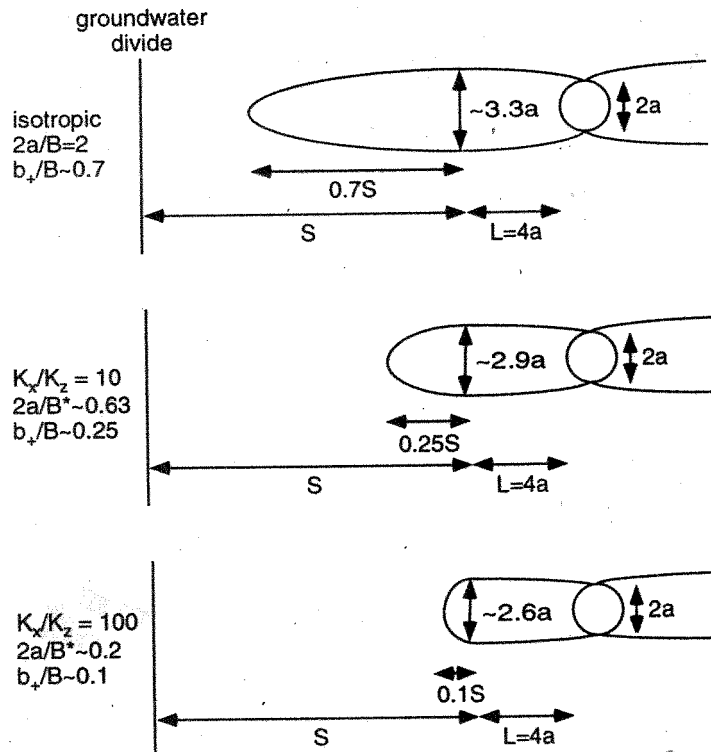 groundwater
divide
isotropic
2a/B=2
b₊/B~0.7
~3.3a
2a
0.7S
S
L=4a
Kₓ/K_z = 10
2a/B*~0.63
b₊/B~0.25
~2.9a
2a
0.25S
S
L=4a
Kₓ/K_z = 100
2a/B*~0.2
b₊/B~0.1
~2.6a
2a
0.1S
S
L=4a